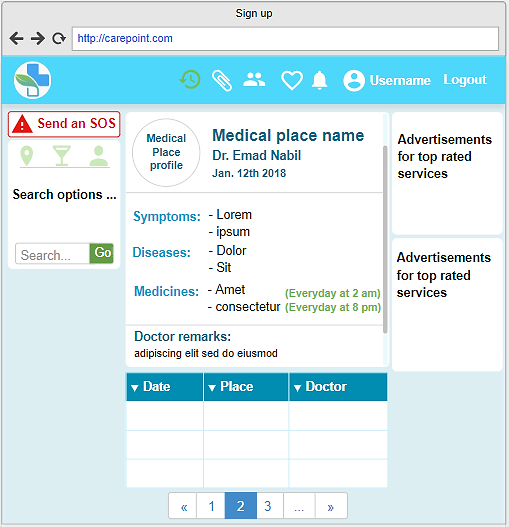 Sign up
http://carepoint.com
Username
Logout
Send an SOS
Search options ...
Search...
Go
Medical
Place
profile
Medical place name
Dr. Emad Nabil
Jan. 12th 2018
Symptoms:
- Lorem
- ipsum
Diseases:
- Dolor
- Sit
Medicines:
- Amet (Everyday at 2 am)
- consectetur (Everyday at 8 pm)
Doctor remarks:
adipiscing elit sed do eiusmod
Advertisements
for top rated
services
Advertisements
for top rated
services
▼ Date ▼ Place ▼ Doctor
« 1 2 3 ... »